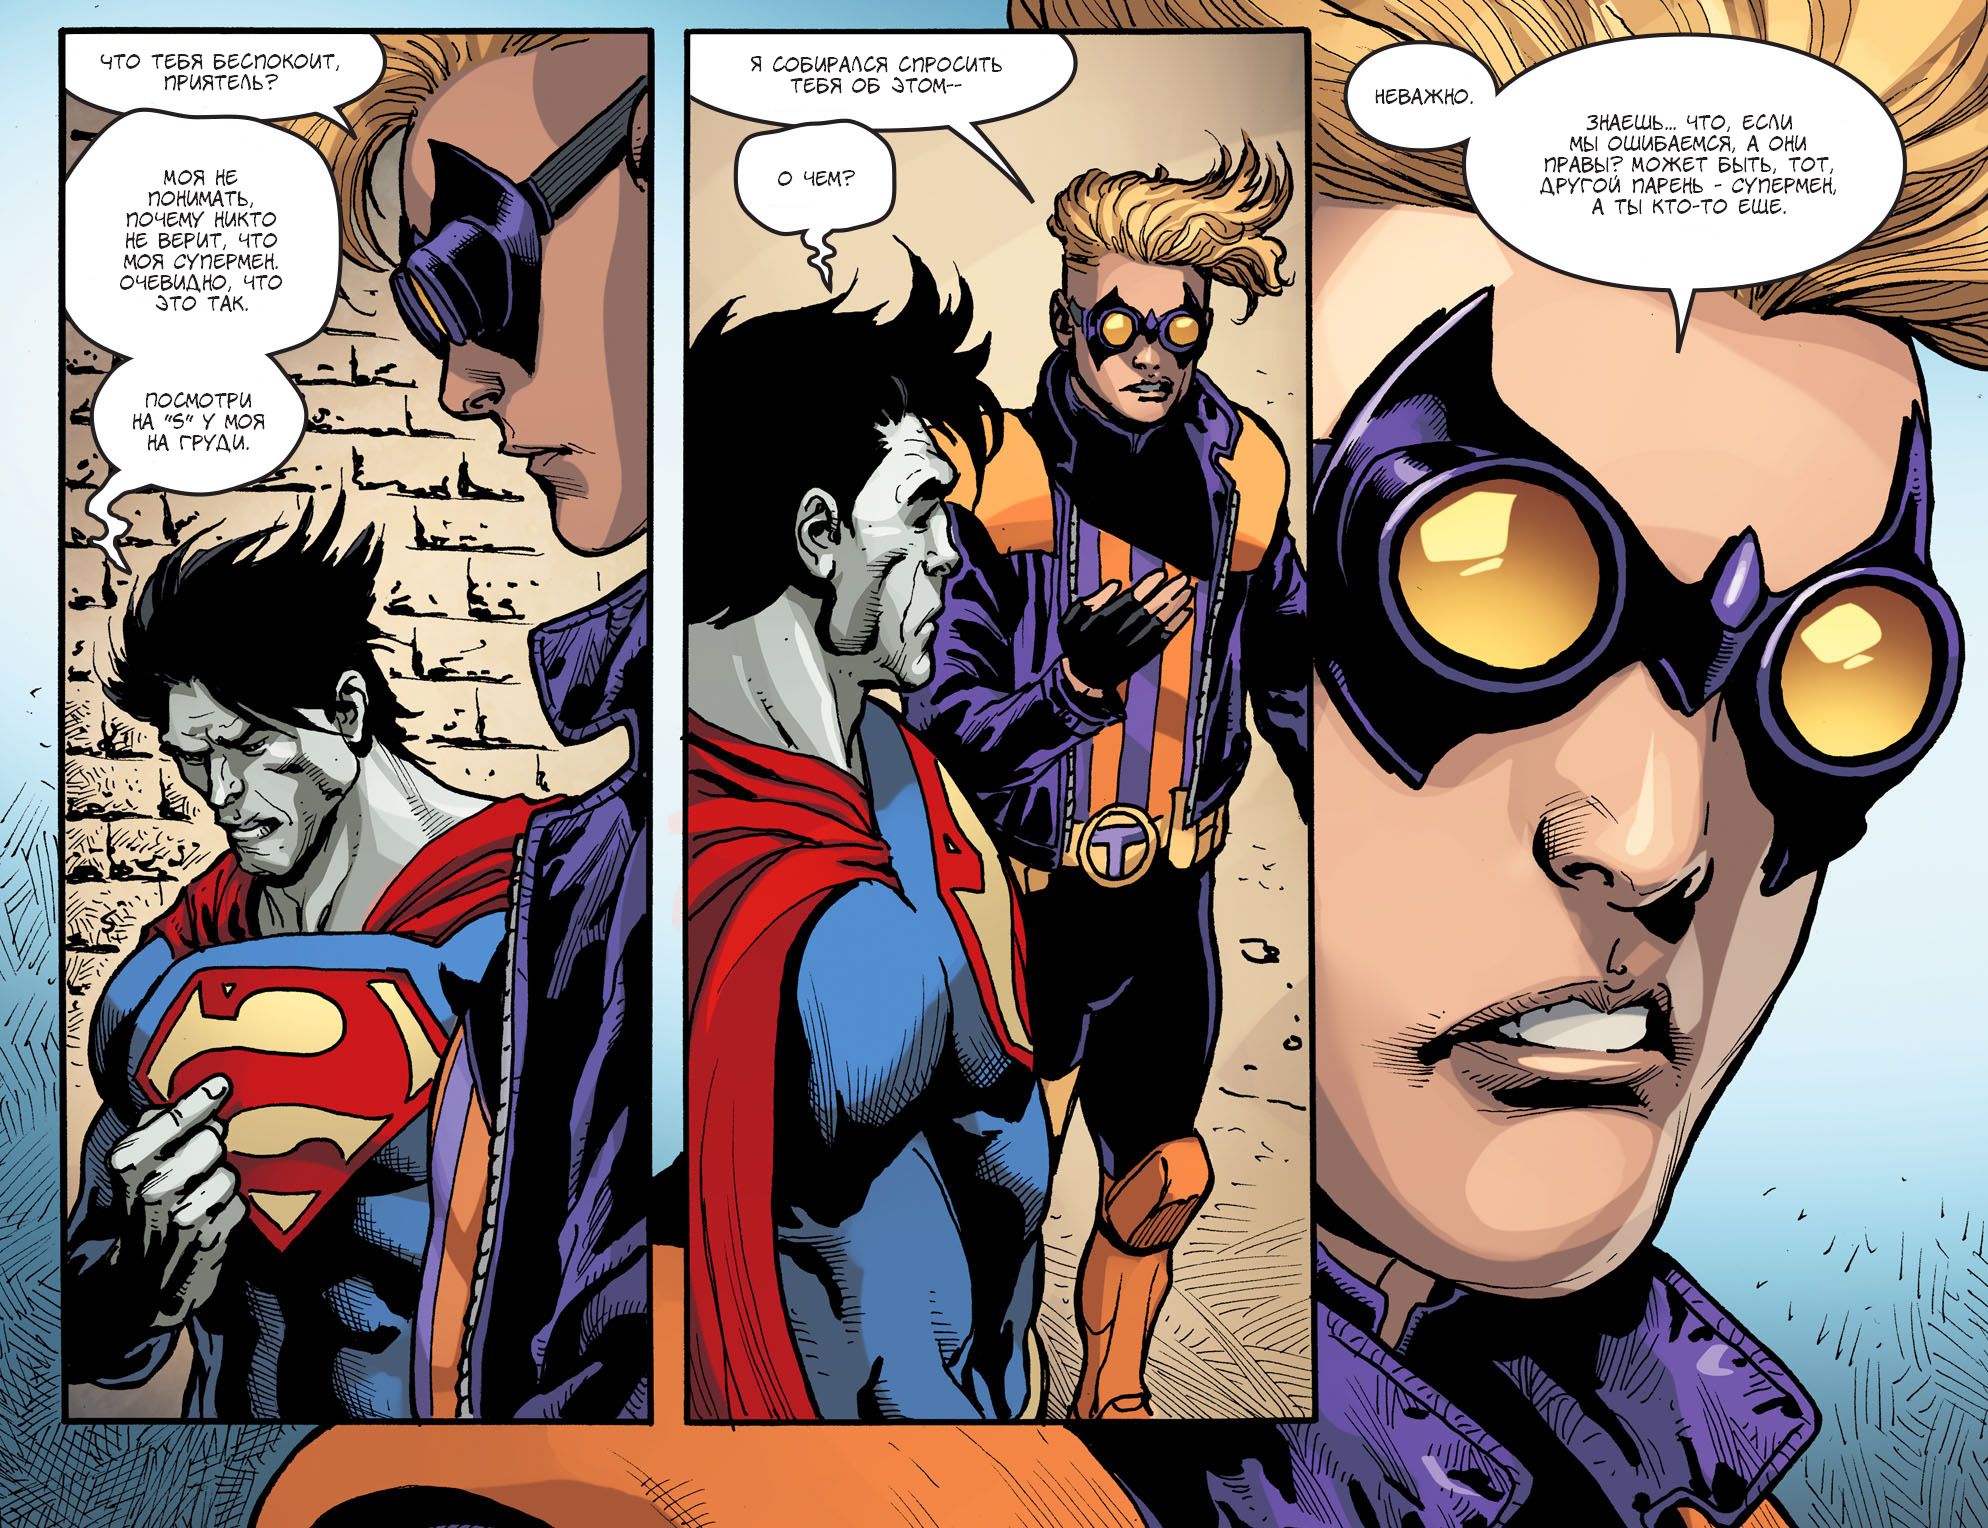 ЧТО ТЕБЯ БЕСПОКОИТ,
ПРИЯТЕЛЬ?
МОЯ НЕ
ПОНИМАТЬ,
ПОЧЕМУ НИКТО
НЕ ВЕРИТ, ЧТО
МОЯ СУПЕРМЕН.
ОЧЕВИДНО, ЧТО
ЭТО ТАК.
ПОСМОТРИ
НА "S" У МОЯ
НА ГРУДИ.
Я СОБИРАЛСЯ СПРОСИТЬ
ТЕБЯ ОБ ЭТОМ--
О ЧЕМ?
T
НЕВАЖНО.
ЗНАЕШЬ... ЧТО, ЕСЛИ
МЫ ОШИБАЕМСЯ, А ОНИ
ПРАВЫ? МОЖЕТ БЫТЬ, ТОТ,
ДРУГОЙ ПАРЕНЬ - СУПЕРМЕН,
А ТЫ КТО-ТО ЕЩЕ.